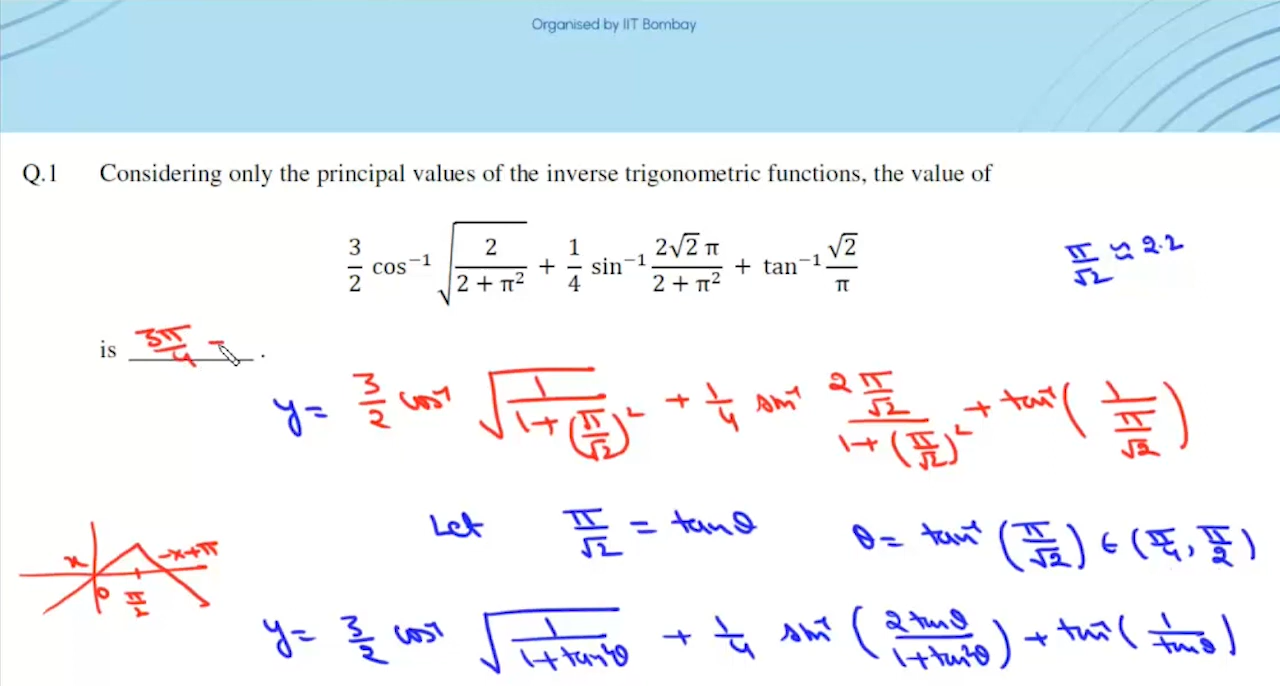 Organised by IIT Bombay
Q.1 Considering only the principal values of the inverse trigonometric functions, the value of
3/2 cos⁻¹ √(2/(2 + π²)) + 1/4 sin⁻¹ (2√2 π)/(2 + π²) + tan⁻¹ √2/π
π/√2 ≈ 2.2
is 3π/4 .
y = 3/2 cos⁻¹ √(1/(1+(π/√2)²)) + 1/4 sin⁻¹ (2 π/√2)/(1+(π/√2)²) + tan⁻¹(1/(π/√2))
Let π/√2 = tanθ θ = tan⁻¹(π/√2) ∈ (π/4, π/2)
x -x+π
0 π/2
y = 3/2 cos⁻¹ √(1/(1+tan²θ)) + 1/4 sin⁻¹(2tanθ/(1+tan²θ)) + tan⁻¹(1/tanθ)